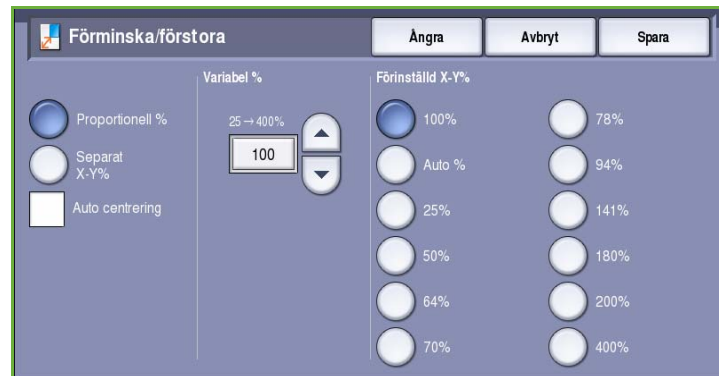 Förminska/förstora
Ångra
Avbryt
Spara
Variabel %
Förinställd X-Y%
Proportionell %
Separat
X-Y%
Auto centrering
25→400%
100
100%
Auto %
25%
50%
64%
70%
78%
94%
141%
180%
200%
400%